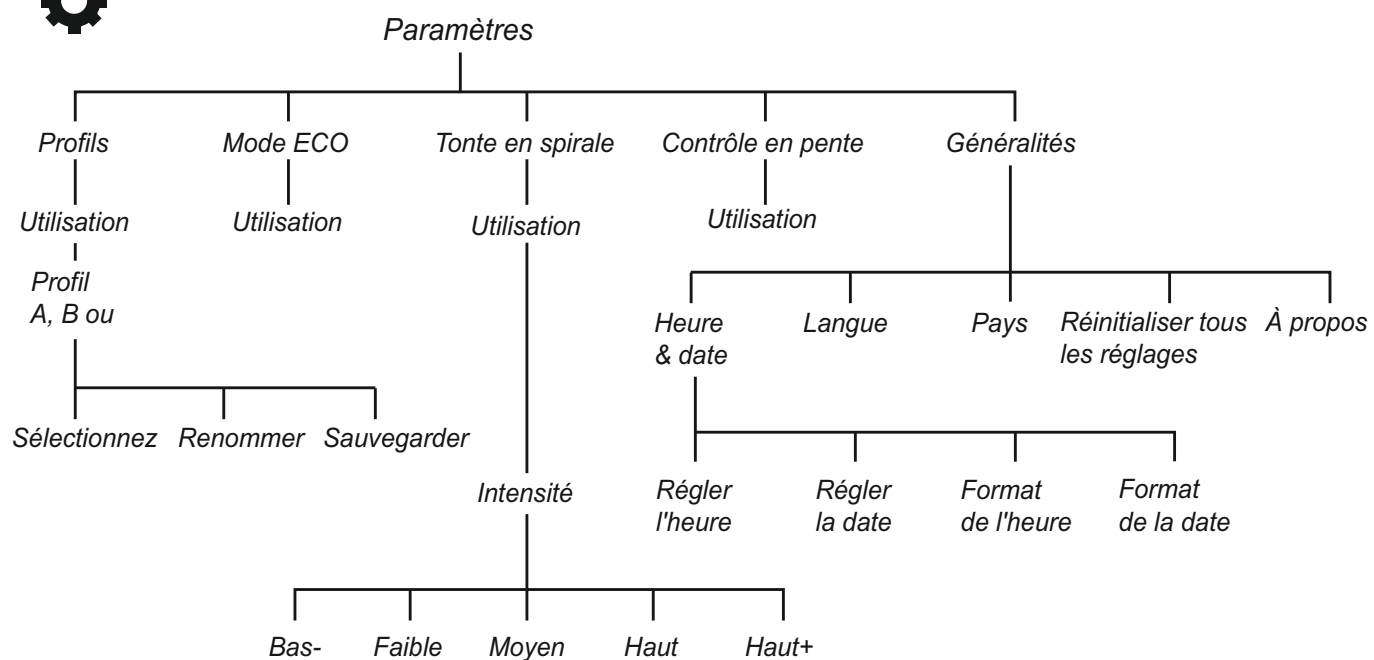 Paramètres
Profils
Mode ECO
Tonte en spirale
Contrôle en pente
Généralités
Utilisation
Utilisation
Utilisation
Utilisation
Profil
A, B ou
Heure
& date
Langue
Pays
Réinitialiser tous
les réglages
À propos
Sélectionnez
Renommer
Sauvegarder
Intensité
Régler
l'heure
Régler
la date
Format
de l'heure
Format
de la date
Bas-
Faible
Moyen
Haut
Haut+